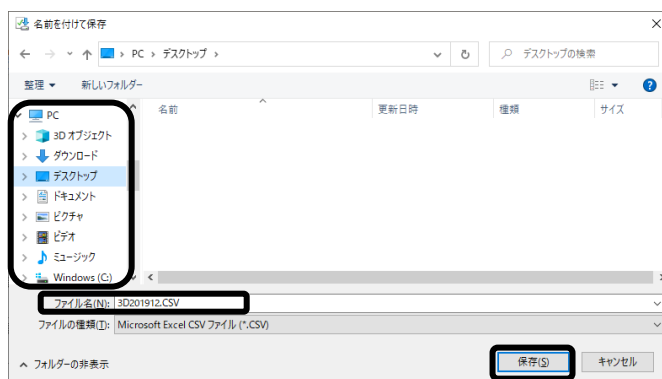 名前を付けて保存
PC › デスクトップ ›
デスクトップの検索
整理 新しいフォルダー
名前 更新日時 種類 サイズ
PC
3D オブジェクト
ダウンロード
デスクトップ
ドキュメント
ピクチャ
ビデオ
ミュージック
Windows (C:)
ファイル名(N): 3D201912.CSV
ファイルの種類(T): Microsoft Excel CSV ファイル (*.CSV)
フォルダーの非表示
保存(S) キャンセル